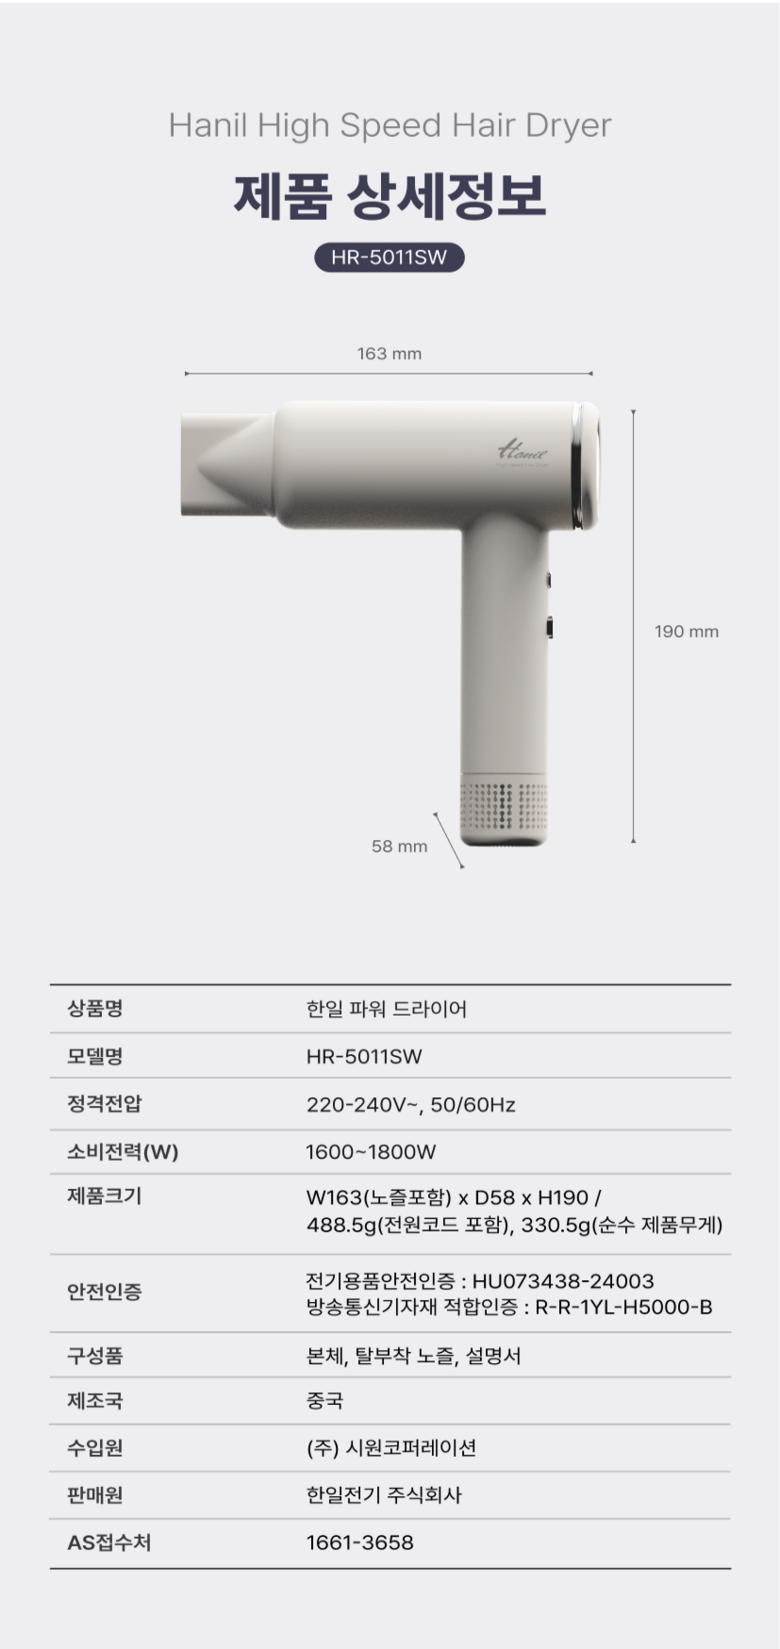 Hanil High Speed Hair Dryer
제품 상세정보
HR-5011SW
163 mm
Hanil
High Speed Hair Dryer
190 mm
58 mm
상품명 한일 파워 드라이어
모델명 HR-5011SW
정격전압 220-240V~, 50/60Hz
소비전력(W) 1600~1800W
제품크기 W163(노즐포함) x D58 x H190 /
488.5g(전원코드 포함), 330.5g(순수 제품무게)
안전인증 전기용품안전인증 : HU073438-24003
방송통신기자재 적합인증 : R-R-1YL-H5000-B
구성품 본체, 탈부착 노즐, 설명서
제조국 중국
수입원 (주) 시원코퍼레이션
판매원 한일전기 주식회사
AS접수처 1661-3658